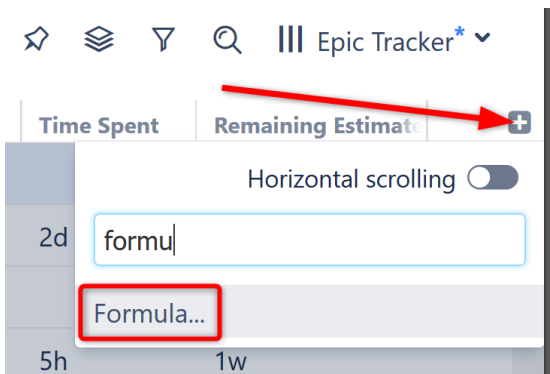 Epic Tracker*
Time Spent Remaining Estimate
Horizontal scrolling
2d formu
Formula...
5h 1w